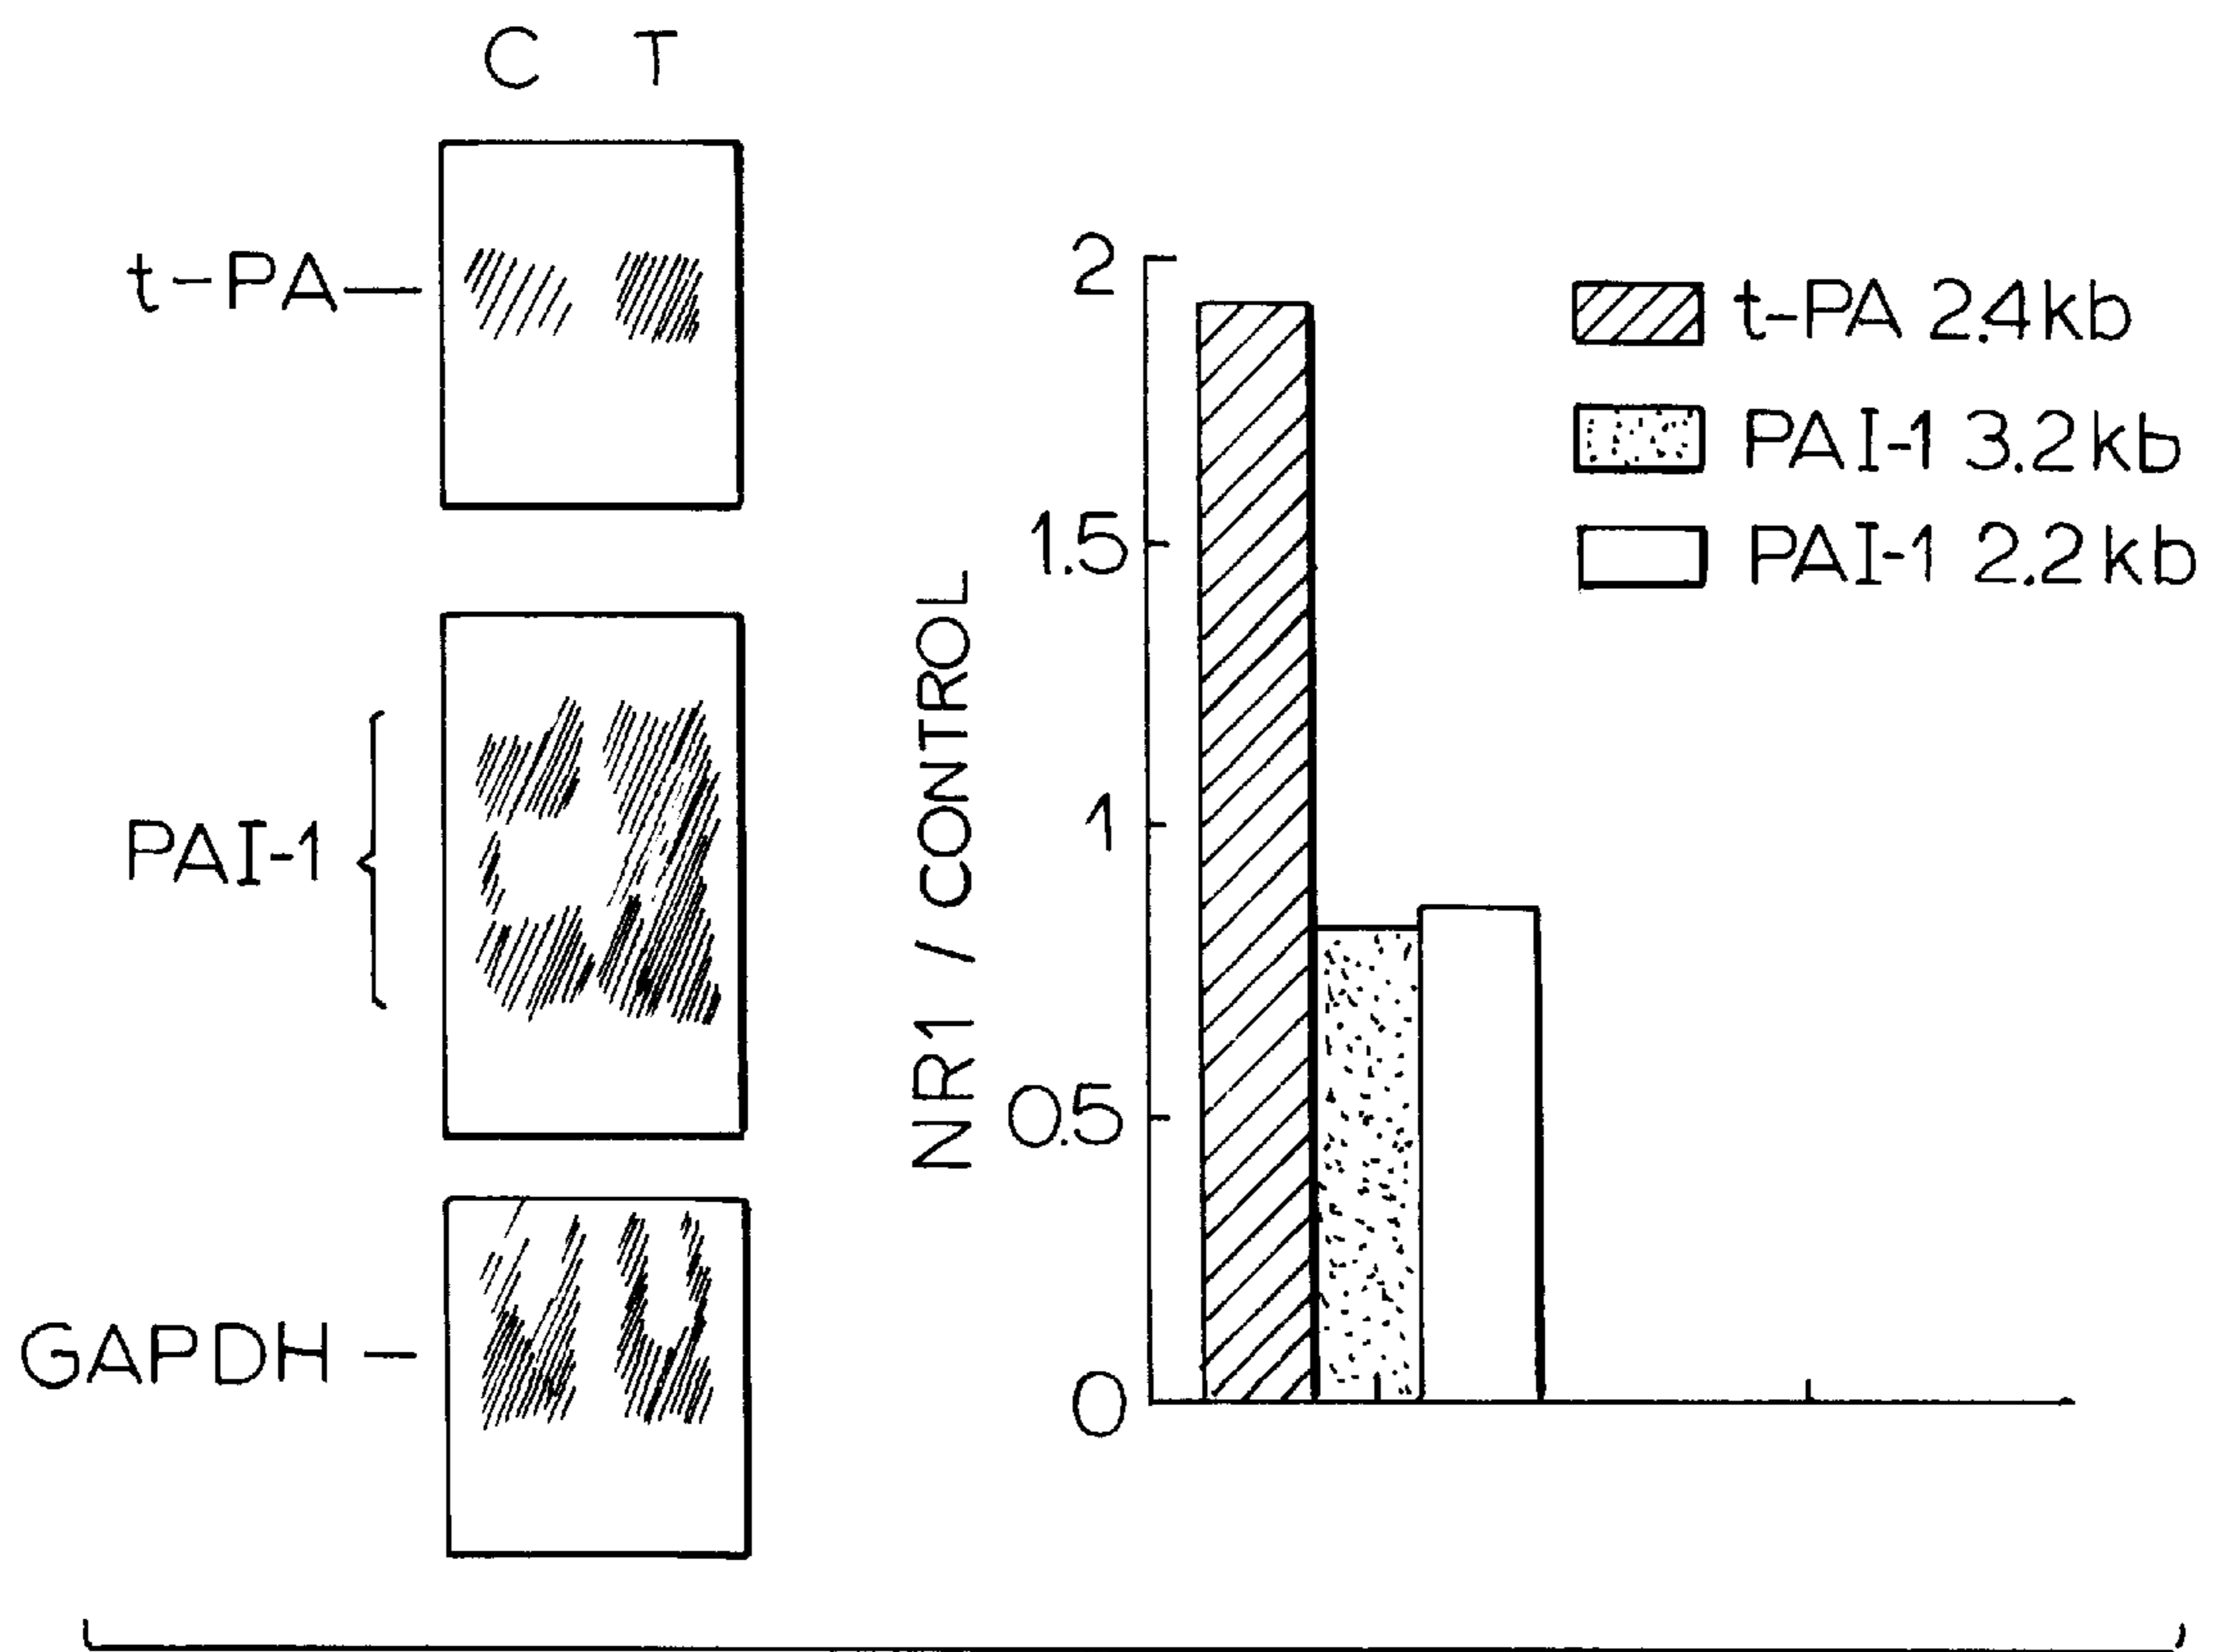 C T
t-PA
PAI-1
GAPDH
NR1 / CONTROL
2
1.5
1
0.5
0
t-PA 2.4kb
PAI-1 3.2kb
PAI-1 2.2kb